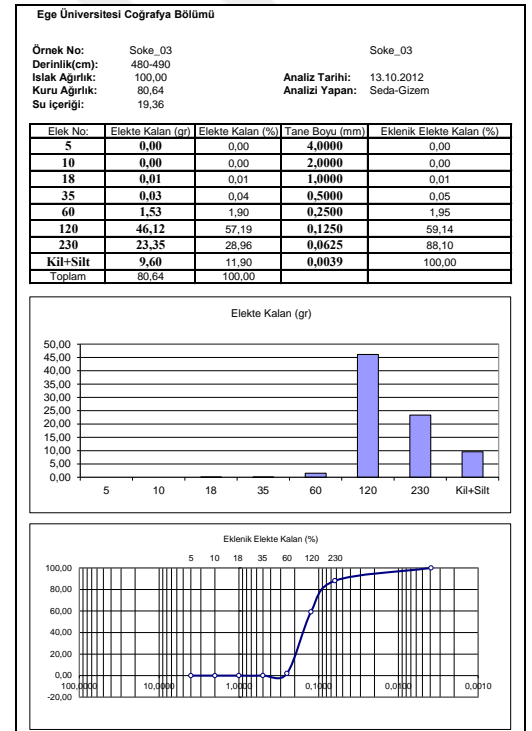 Ege Üniversitesi Coğrafya Bölümü
Örnek No: Soke_03 Soke_03
Derinlik(cm): 480-490
Islak Ağırlık: 100,00 Analiz Tarihi: 13.10.2012
Kuru Ağırlık: 80,64 Analizi Yapan: Seda-Gizem
Su içeriği: 19,36
Elek No: Elekte Kalan (gr) Elekte Kalan (%) Tane Boyu (mm) Eklenik Elekte Kalan (%)
5 0,00 0,00 4,0000 0,00
10 0,00 0,00 2,0000 0,00
18 0,01 0,01 1,0000 0,01
35 0,03 0,04 0,5000 0,05
60 1,53 1,90 0,2500 1,95
120 46,12 57,19 0,1250 59,14
230 23,35 28,96 0,0625 88,10
Kil+Silt 9,60 11,90 0,0039 100,00
Toplam 80,64 100,00
Elekte Kalan (gr)
50,00
45,00
40,00
35,00
30,00
25,00
20,00
15,00
10,00
5,00
0,00
5 10 18 35 60 120 230 Kil+Silt
Eklenik Elekte Kalan (%)
5 10 18 35 60 120 230
100,00
80,00
60,00
40,00
20,00
0,00
-20,00
100,0000 10,0000 1,0000 0,1000 0,0100 0,0010